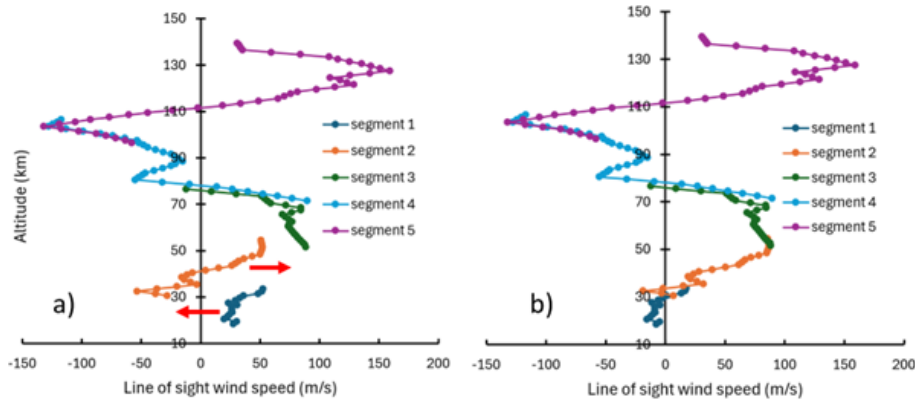 150
130
110
90
70
50
30
10
Altitude (km)
segment 1
segment 2
segment 3
segment 4
segment 5
a)
-150 -100 -50 0 50 100 150 200
Line of sight wind speed (m/s)
150
130
110
90
70
50
30
10
segment 1
segment 2
segment 3
segment 4
segment 5
b)
-150 -100 -50 0 50 100 150 200
Line of sight wind speed (m/s)